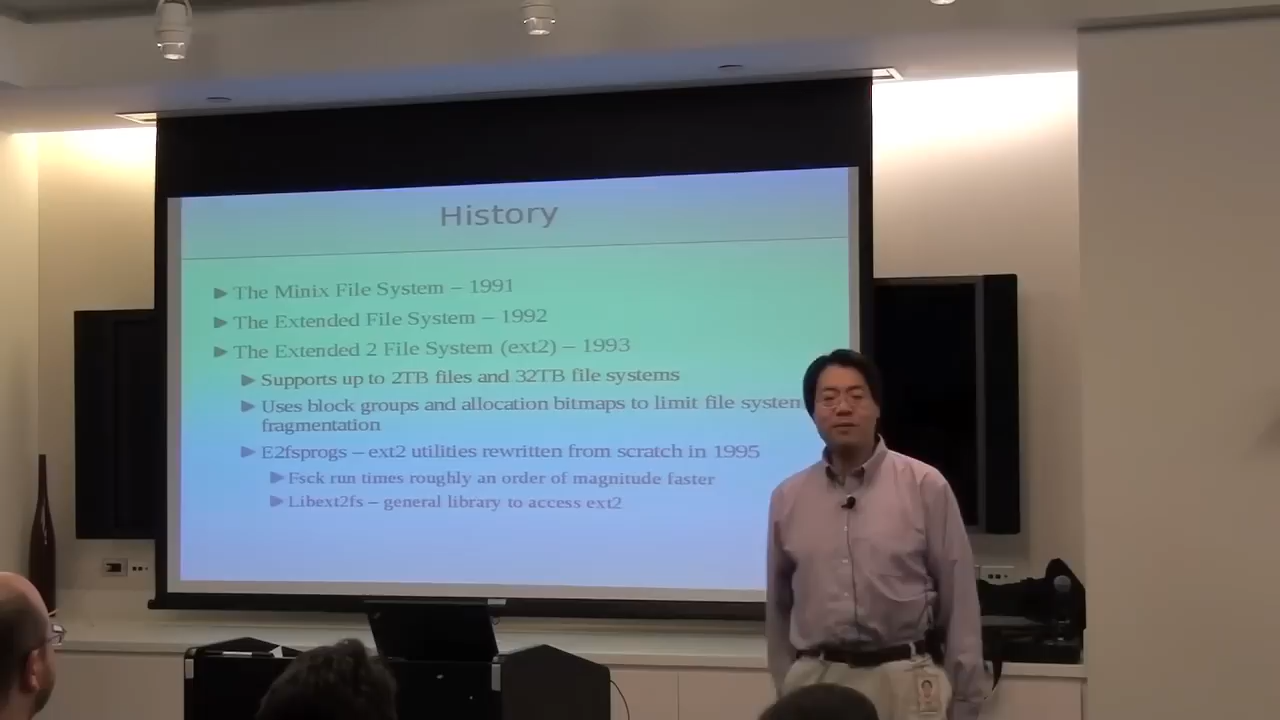 History
The Minix File System – 1991
The Extended File System – 1992
The Extended 2 File System (ext2) – 1993
Supports up to 2TB files and 32TB file systems
Uses block groups and allocation bitmaps to limit file system
fragmentation
E2fsprogs – ext2 utilities rewritten from scratch in 1995
Fsck run times roughly an order of magnitude faster
Libext2fs – general library to access ext2